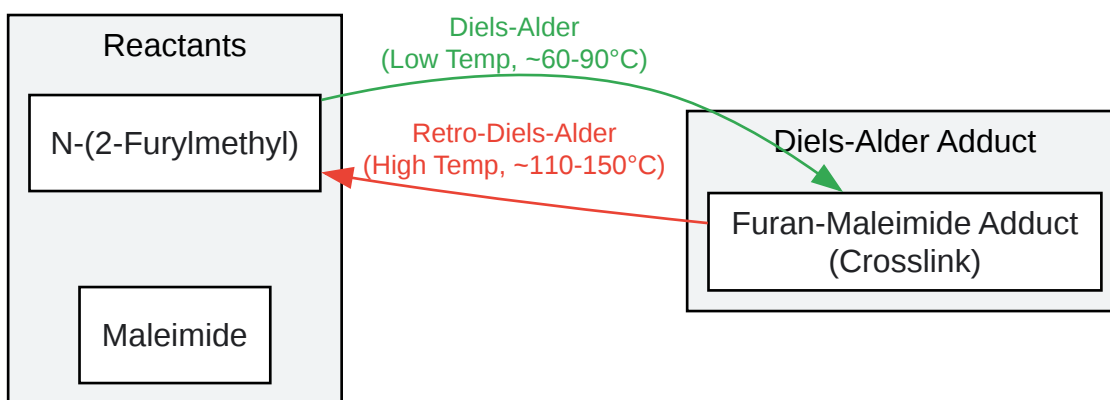 Reactants
N-(2-Furylmethyl)
Maleimide
Diels-Alder
(Low Temp, ~60-90°C)
Retro-Diels-Alder
(High Temp, ~110-150°C)
Diels-Alder Adduct
Furan-Maleimide Adduct
(Crosslink)